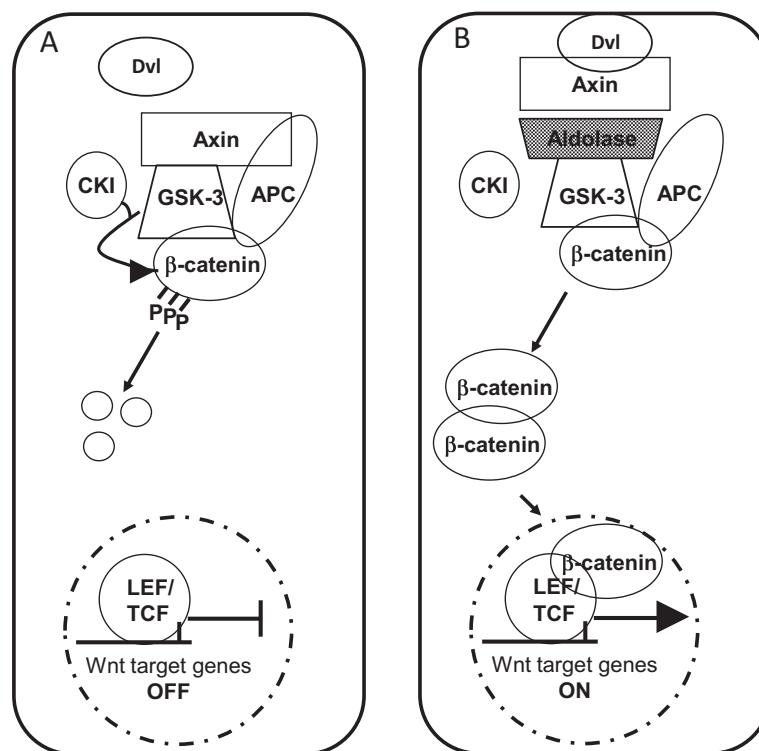 A
Dvl
Axin
CKI
GSK-3
APC
β-catenin
PPP
LEF/
TCF
Wnt target genes
OFF
B
Dvl
Axin
Aldolase
CKI
GSK-3
APC
β-catenin
β-catenin
β-catenin
β-catenin
LEF/
TCF
Wnt target genes
ON